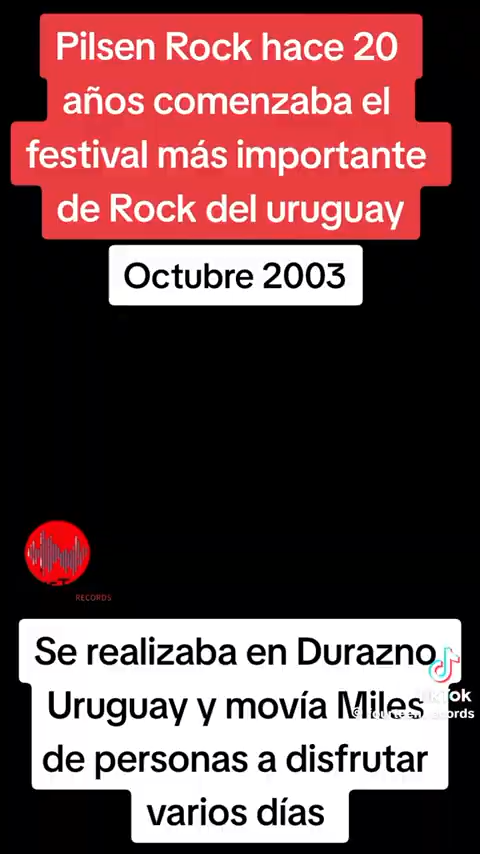 Pilsen Rock hace 20
años comenzaba el
festival más importante
de Rock del uruguay
Octubre 2003
RECORDS
Se realizaba en Durazno
Uruguay y movía Miles
de personas a disfrutar
varios días
TikTok